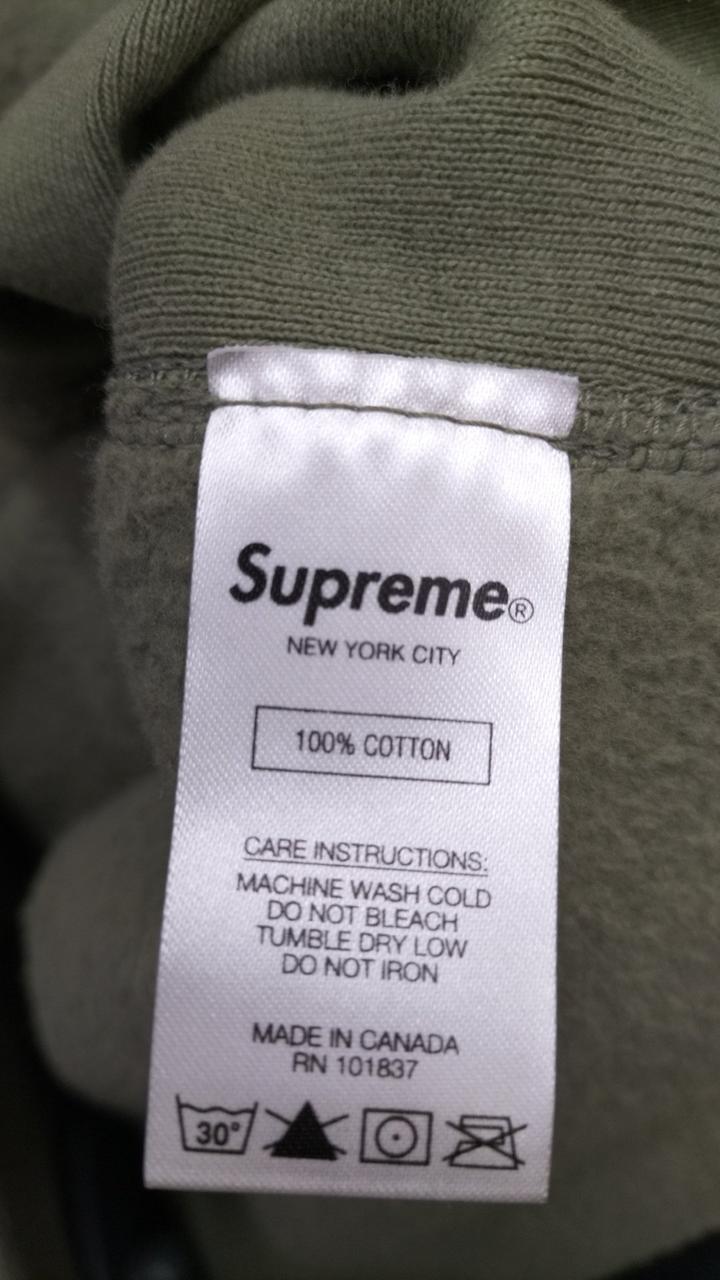 Supreme®
NEW YORK CITY
100% COTTON
CARE INSTRUCTIONS:
MACHINE WASH COLD
DO NOT BLEACH
TUMBLE DRY LOW
DO NOT IRON
MADE IN CANADA
RN 101837
30°